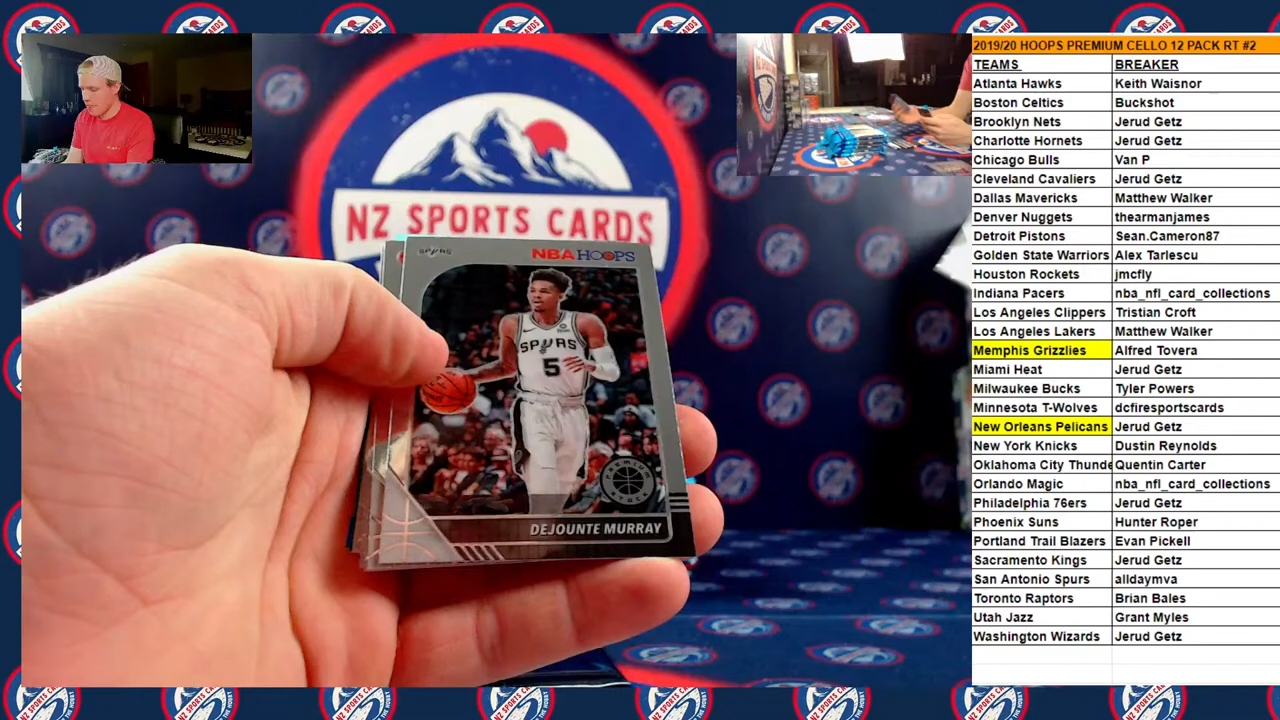 NZ SPORTS CARDS
SPURS
NBA HOOPS
SPURS
5
PREMIUM
STOCK
DEJOUNTE MURRAY
2019/20 HOOPS PREMIUM CELLO 12 PACK RT #2
TEAMS BREAKER
Atlanta Hawks Keith Waisnor
Boston Celtics Buckshot
Brooklyn Nets Jerud Getz
Charlotte Hornets Jerud Getz
Chicago Bulls Van P
Cleveland Cavaliers Jerud Getz
Dallas Mavericks Matthew Walker
Denver Nuggets thearmanjames
Detroit Pistons Sean.Cameron87
Golden State Warriors Alex Tarlescu
Houston Rockets jmcfly
Indiana Pacers nba_nfl_card_collections
Los Angeles Clippers Tristian Croft
Los Angeles Lakers Matthew Walker
Memphis Grizzlies Alfred Tovera
Miami Heat Jerud Getz
Milwaukee Bucks Tyler Powers
Minnesota T-Wolves dcfiresportscards
New Orleans Pelicans Jerud Getz
New York Knicks Dustin Reynolds
Oklahoma City Thunde Quentin Carter
Orlando Magic nba_nfl_card_collections
Philadelphia 76ers Jerud Getz
Phoenix Suns Hunter Roper
Portland Trail Blazers Evan Pickell
Sacramento Kings Jerud Getz
San Antonio Spurs alldaymva
Toronto Raptors Brian Bales
Utah Jazz Grant Myles
Washington Wizards Jerud Getz